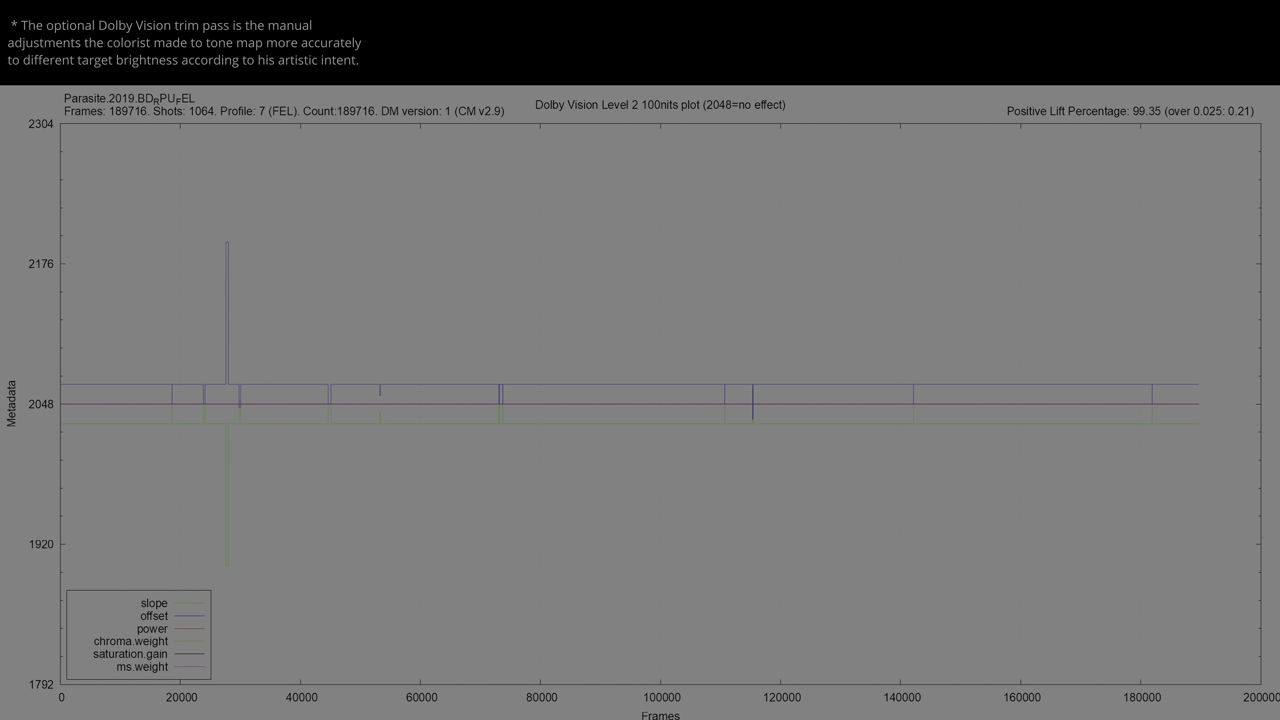 * The optional Dolby Vision trim pass is the manual
adjustments the colorist made to tone map more accurately
to different target brightness according to his artistic intent.
Parasite.2019.BDRPUFEL
Frames: 189716. Shots: 1064. Profile: 7 (FEL). Count:189716. DM version: 1 (CM v2.9)
Dolby Vision Level 2 100nits plot (2048=no effect)
Positive Lift Percentage: 99.35 (over 0.025: 0.21)
2304
2176
2048
1920
1792
Metadata
slope
offset
power
chroma.weight
saturation.gain
ms.weight
0 20000 40000 60000 80000 100000 120000 140000 160000 180000 200000
Frames